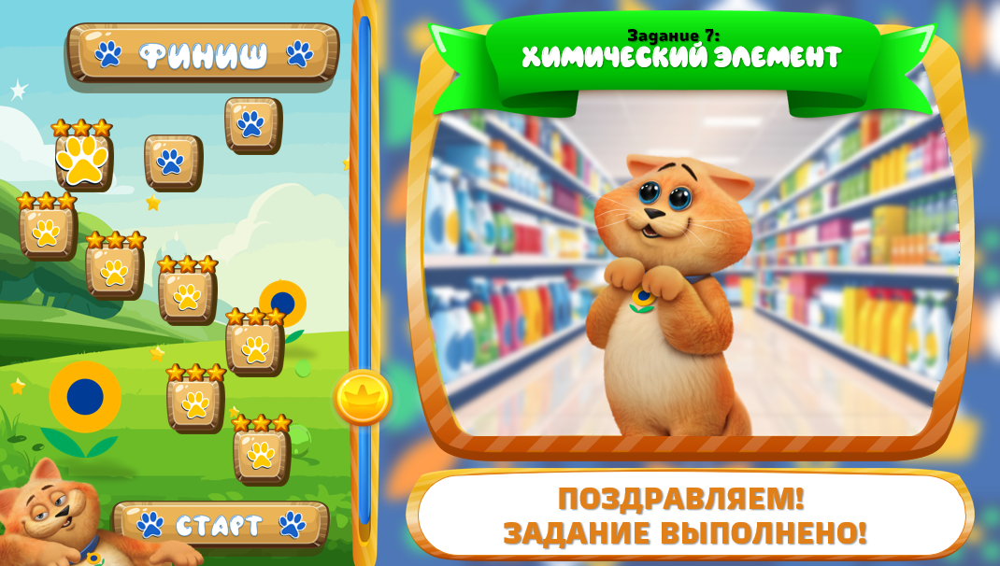 ФИНИШ
СТАРТ
Задание 7:
ХИМИЧЕСКИЙ ЭЛЕМЕНТ
ПОЗДРАВЛЯЕМ!
ЗАДАНИЕ ВЫПОЛНЕНО!